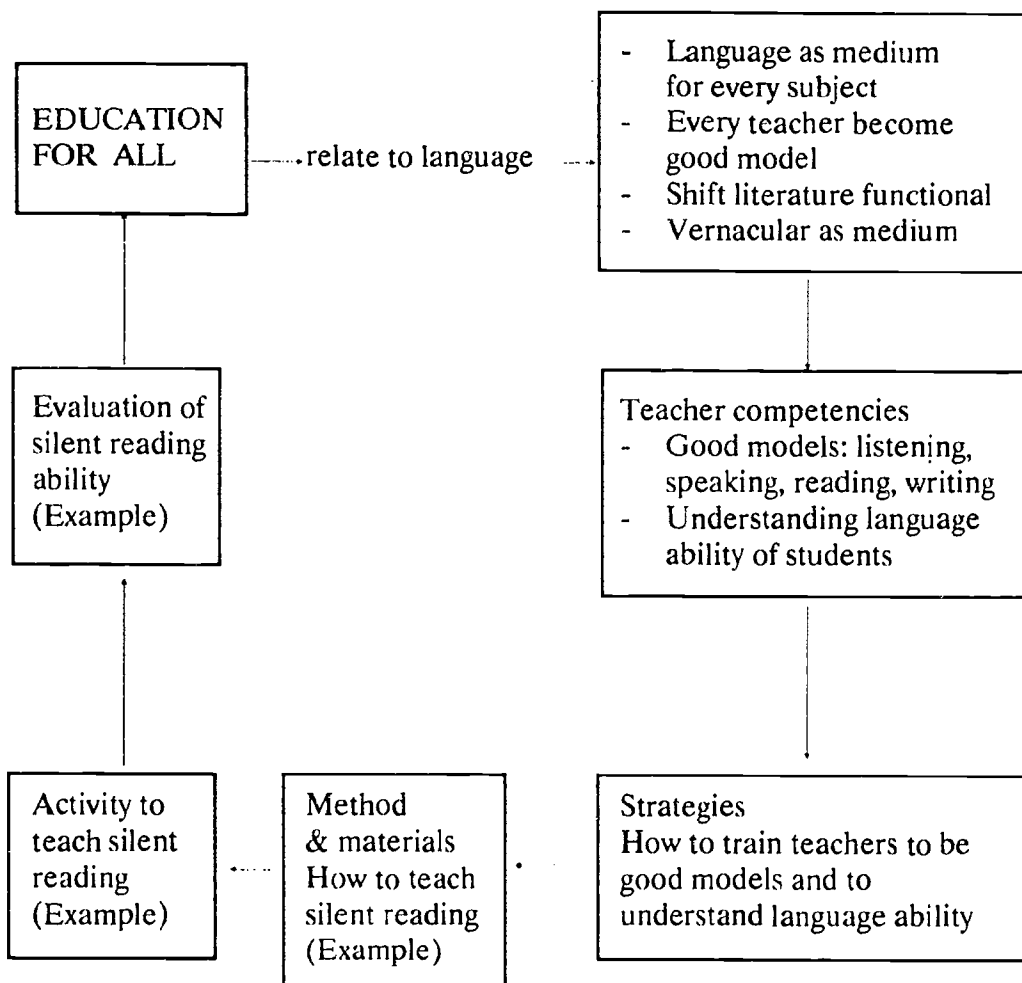 EDUCATION
FOR ALL
relate to language
- Language as medium
for every subject
- Every teacher become
good model
- Shift literature functional
- Vernacular as medium
Evaluation of
silent reading
ability
(Example)
Teacher competencies
- Good models: listening,
speaking, reading, writing
- Understanding language
ability of students
Activity to
teach silent
reading
(Example)
Method
& materials
How to teach
silent reading
(Example)
Strategies
How to train teachers to be
good models and to
understand language ability